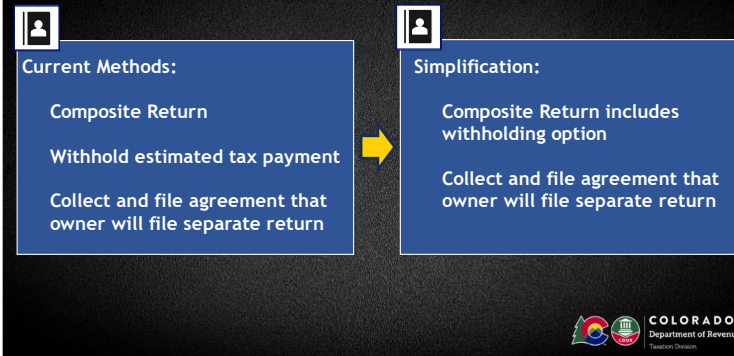 Current Methods:
Composite Return
Withhold estimated tax payment
Collect and file agreement that
owner will file separate return
Simplification:
Composite Return includes
withholding option
Collect and file agreement that
owner will file separate return
CDOR
COLORADO
Department of Revenue
Taxation Division